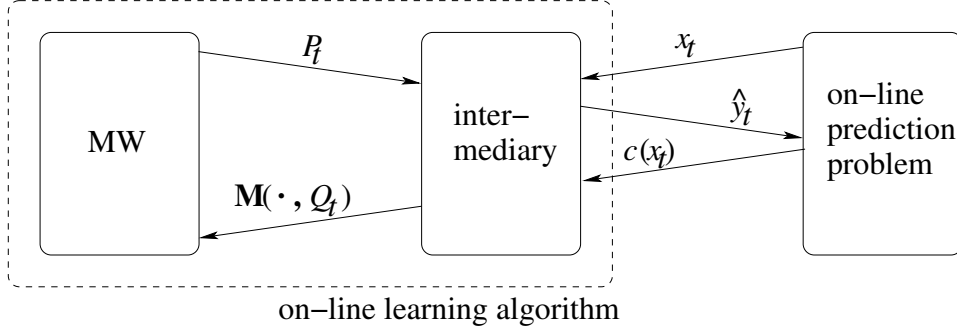 MW
P_t
M(·, Q_t)
inter–
mediary
x_t
ŷ_t
c(x_t)
on–line
prediction
problem
on–line learning algorithm